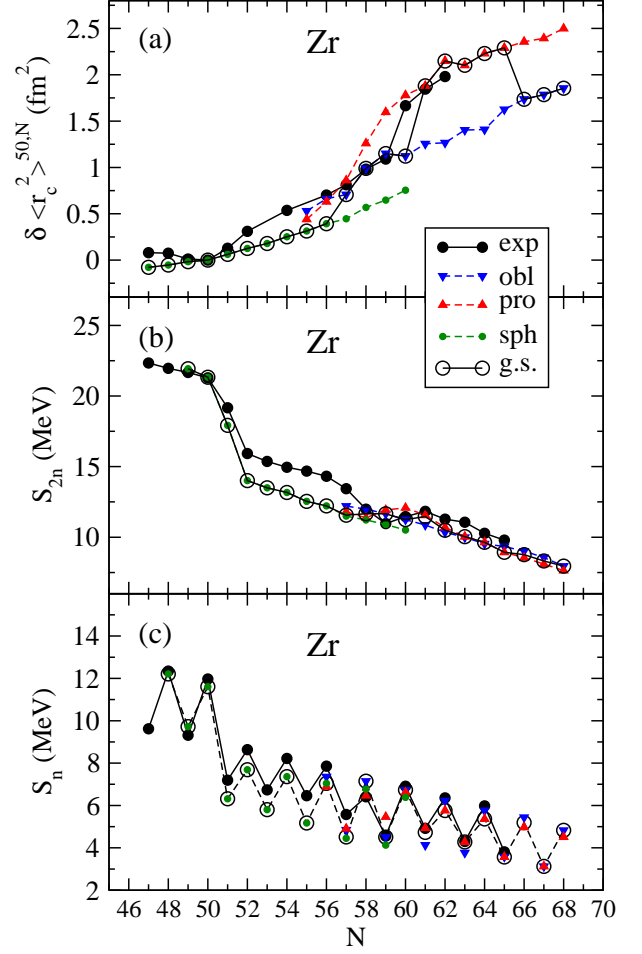 (a)
Zr
δ <r_c^2>^{50,N} (fm^2)
2.5
2
1.5
1
0.5
0
exp
obl
pro
sph
g.s.
(b)
Zr
S_{2n} (MeV)
25
20
15
10
(c)
Zr
S_n (MeV)
14
12
10
8
6
4
2
46 48 50 52 54 56 58 60 62 64 66 68 70
N